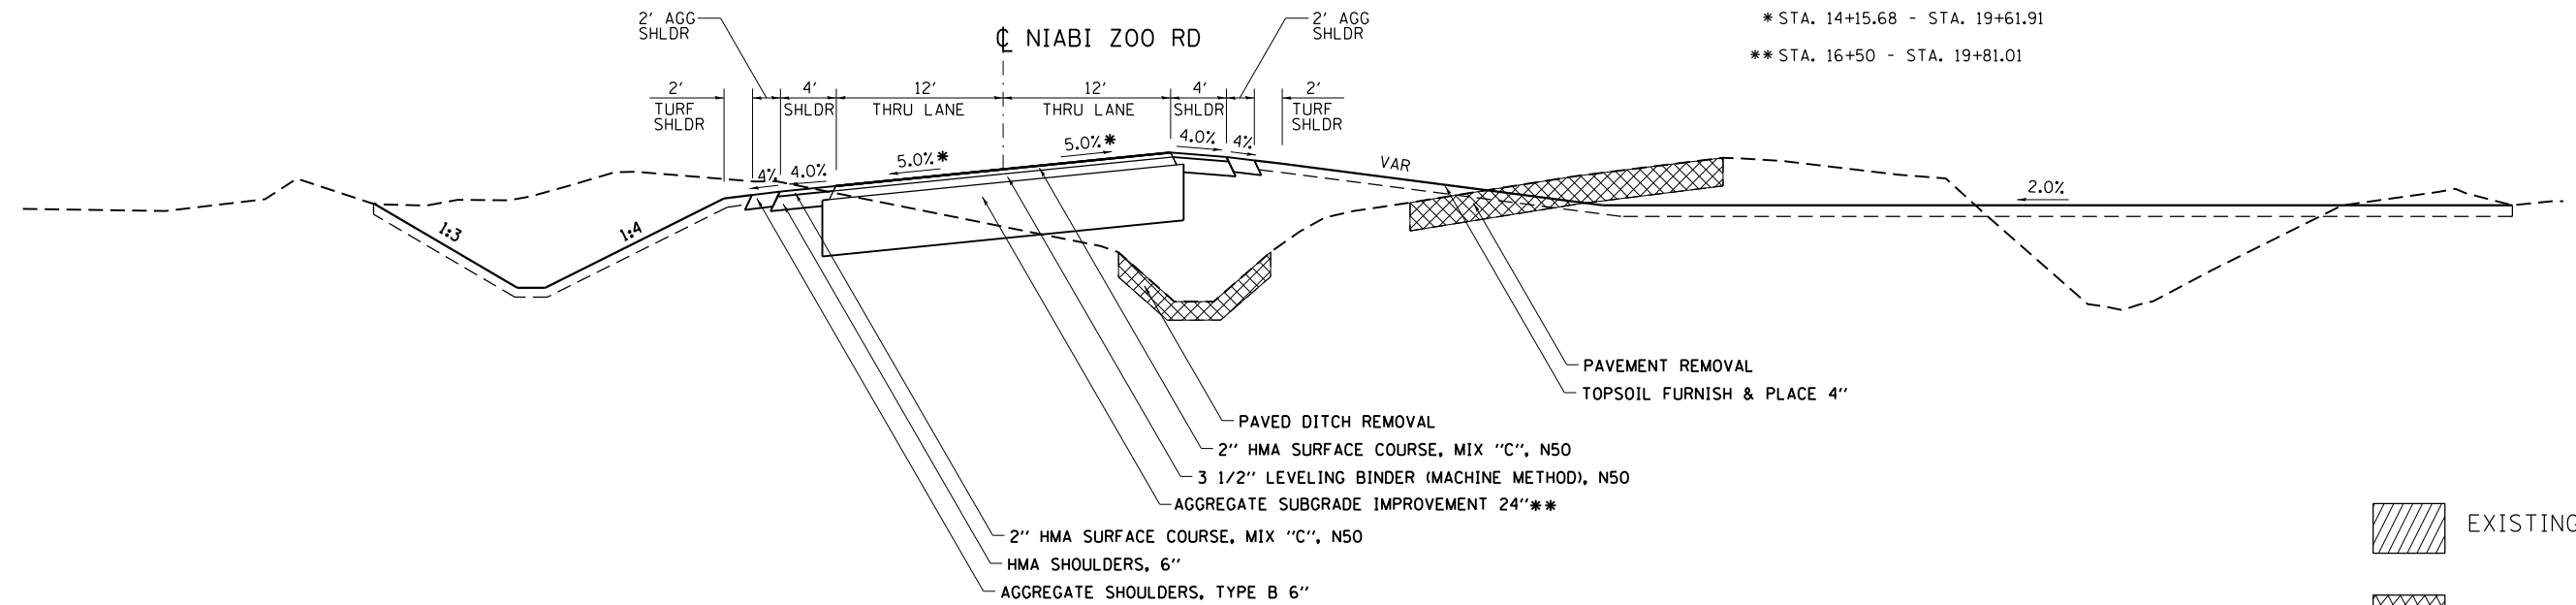 2' AGG
SHLDR
℄ NIABI ZOO RD
2' AGG
SHLDR
* STA. 14+15.68 - STA. 19+61.91
** STA. 16+50 - STA. 19+81.01
2'
TURF
SHLDR
4'
SHLDR
12'
THRU LANE
12'
THRU LANE
4'
SHLDR
2'
TURF
SHLDR
4%
4.0%
5.0%*
5.0%*
4.0%
4%
VAR
2.0%
1:3
1:4
PAVEMENT REMOVAL
TOPSOIL FURNISH & PLACE 4"
PAVED DITCH REMOVAL
2" HMA SURFACE COURSE, MIX "C", N50
3 1/2" LEVELING BINDER (MACHINE METHOD), N50
AGGREGATE SUBGRADE IMPROVEMENT 24"**
2" HMA SURFACE COURSE, MIX "C", N50
HMA SHOULDERS, 6"
AGGREGATE SHOULDERS, TYPE B 6"
EXISTING